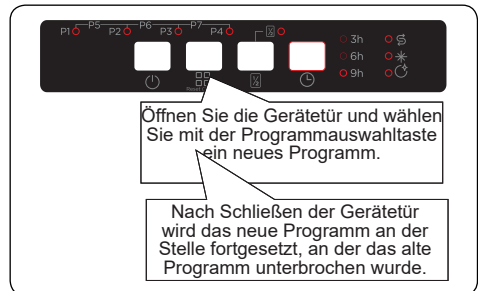 P1 P5 P2 P6 P3 P7 P4
3h
6h
9h
½
Öffnen Sie die Gerätetür und wählen
Sie mit der Programmauswahltaste
ein neues Programm.
Nach Schließen der Gerätetür
wird das neue Programm an der
Stelle fortgesetzt, an der das alte
Programm unterbrochen wurde.